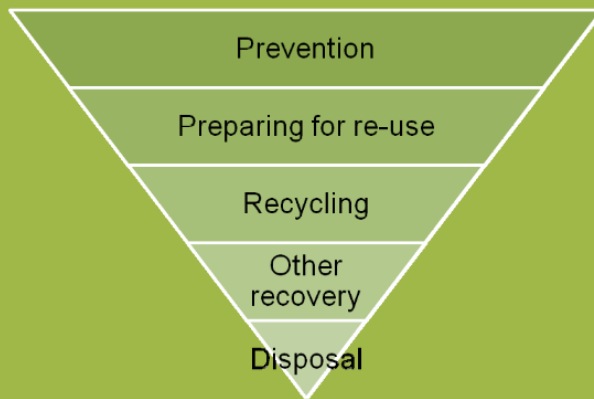 Prevention
Preparing for re-use
Recycling
Other
recovery
Disposal